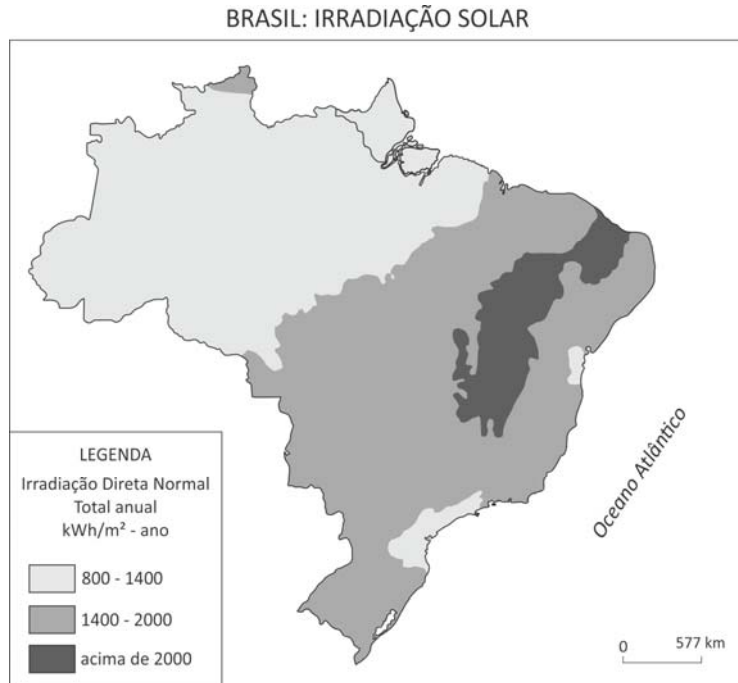 BRASIL: IRRADIAÇÃO SOLAR
Oceano Atlântico
LEGENDA
Irradiação Direta Normal
Total anual
kWh/m² - ano
800 - 1400
1400 - 2000
acima de 2000
0 577 km